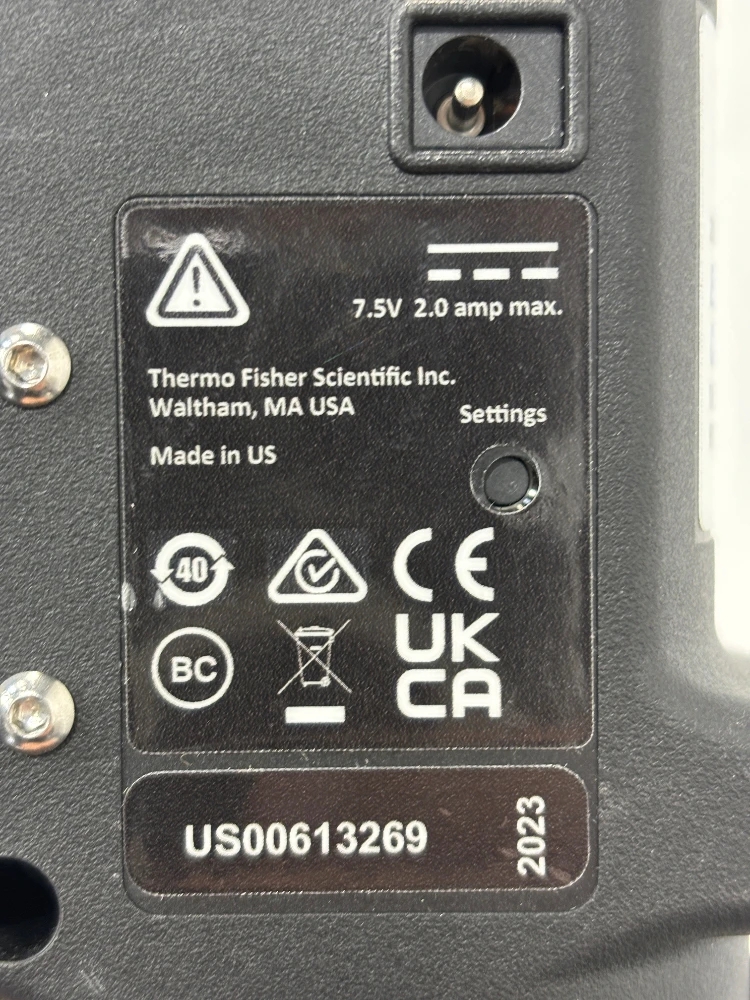 7.5V 2.0 amp max.
Thermo Fisher Scientific Inc.
Waltham, MA USA
Settings
Made in US
40
CE
BC
UK
CA
US00613269
2023